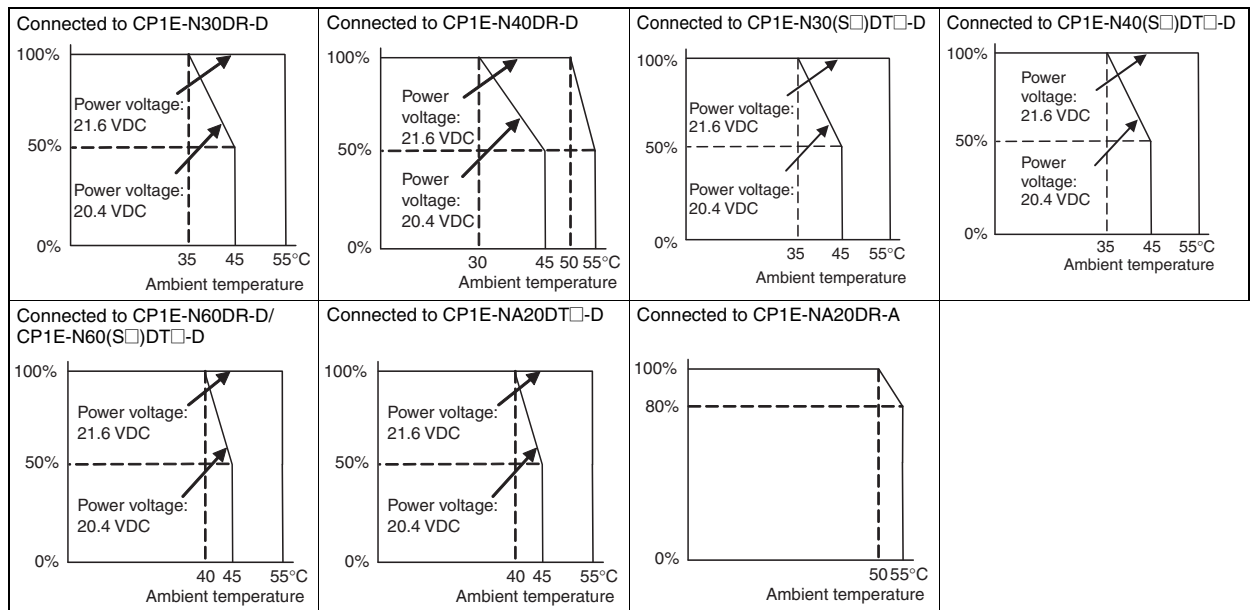 Connected to CP1E-N30DR-D
100%
Power voltage:
21.6 VDC
50%
Power voltage:
20.4 VDC
0%
35 45 55°C
Ambient temperature
Connected to CP1E-N40DR-D
100%
Power
voltage:
21.6 VDC
50%
Power
voltage:
20.4 VDC
0%
30 45 50 55°C
Ambient temperature
Connected to CP1E-N30(S□)DT□-D
100%
Power voltage:
21.6 VDC
50%
Power voltage:
20.4 VDC
0%
35 45 55°C
Ambient temperature
Connected to CP1E-N40(S□)DT□-D
100%
Power
voltage:
21.6 VDC
50%
Power
voltage:
20.4 VDC
0%
35 45 55°C
Ambient temperature
Connected to CP1E-N60DR-D/
CP1E-N60(S□)DT□-D
100%
Power voltage:
21.6 VDC
50%
Power voltage:
20.4 VDC
0%
40 45 55°C
Ambient temperature
Connected to CP1E-NA20DT□-D
100%
Power voltage:
21.6 VDC
50%
Power voltage:
20.4 VDC
0%
40 45 55°C
Ambient temperature
Connected to CP1E-NA20DR-A
100%
80%
0%
50 55°C
Ambient temperature